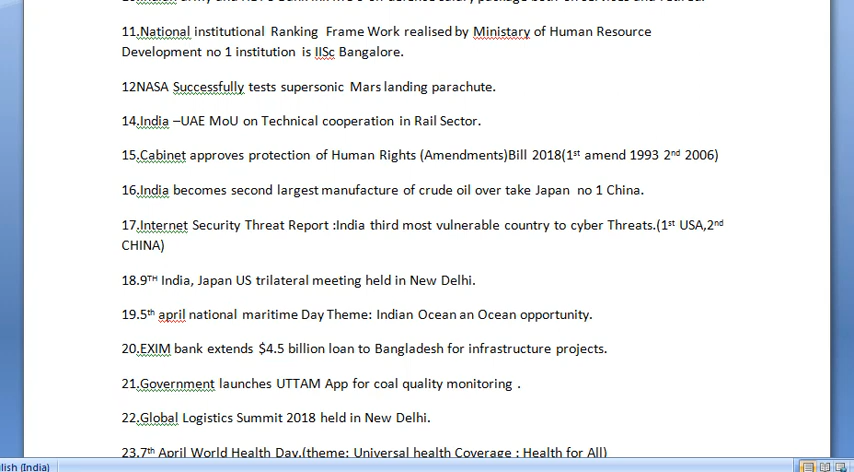 11.National institutional Ranking Frame Work realised by Ministary of Human Resource
Development no 1 institution is IISc Bangalore.
12NASA Successfully tests supersonic Mars landing parachute.
14.India –UAE MoU on Technical cooperation in Rail Sector.
15.Cabinet approves protection of Human Rights (Amendments)Bill 2018(1st amend 1993 2nd 2006)
16.India becomes second largest manufacture of crude oil over take Japan no 1 China.
17.Internet Security Threat Report :India third most vulnerable country to cyber Threats.(1st USA,2nd
CHINA)
18.9TH India, Japan US trilateral meeting held in New Delhi.
19.5th april national maritime Day Theme: Indian Ocean an Ocean opportunity.
20.EXIM bank extends $4.5 billion loan to Bangladesh for infrastructure projects.
21.Government launches UTTAM App for coal quality monitoring .
22.Global Logistics Summit 2018 held in New Delhi.
23.7th April World Health Day.(theme: Universal health Coverage : Health for All)
lish (India)